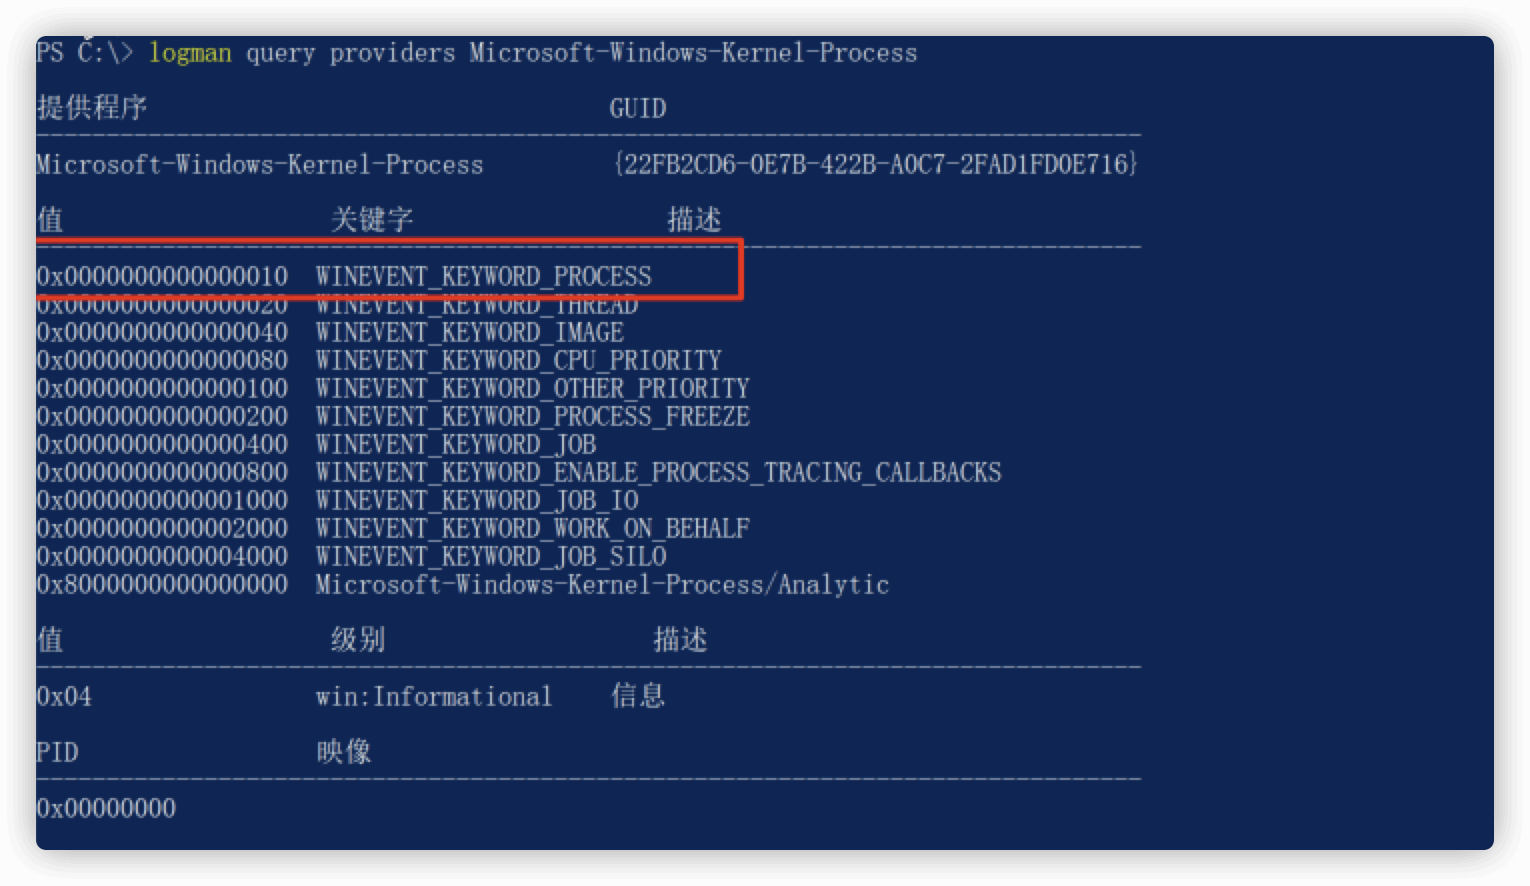 PS C:\> logman query providers Microsoft-Windows-Kernel-Process
提供程序 GUID
Microsoft-Windows-Kernel-Process {22FB2CD6-0E7B-422B-A0C7-2FAD1FD0E716}
值 关键字 描述
0x0000000000000010 WINEVENT_KEYWORD_PROCESS
0x0000000000000020 WINEVENT_KEYWORD_THREAD
0x0000000000000040 WINEVENT_KEYWORD_IMAGE
0x0000000000000080 WINEVENT_KEYWORD_CPU_PRIORITY
0x0000000000000100 WINEVENT_KEYWORD_OTHER_PRIORITY
0x0000000000000200 WINEVENT_KEYWORD_PROCESS_FREEZE
0x0000000000000400 WINEVENT_KEYWORD_JOB
0x0000000000000800 WINEVENT_KEYWORD_ENABLE_PROCESS_TRACING_CALLBACKS
0x0000000000001000 WINEVENT_KEYWORD_JOB_IO
0x0000000000002000 WINEVENT_KEYWORD_WORK_ON_BEHALF
0x0000000000004000 WINEVENT_KEYWORD_JOB_SILO
0x8000000000000000 Microsoft-Windows-Kernel-Process/Analytic
值 级别 描述
0x04 win:Informational 信息
PID 映像
0x00000000